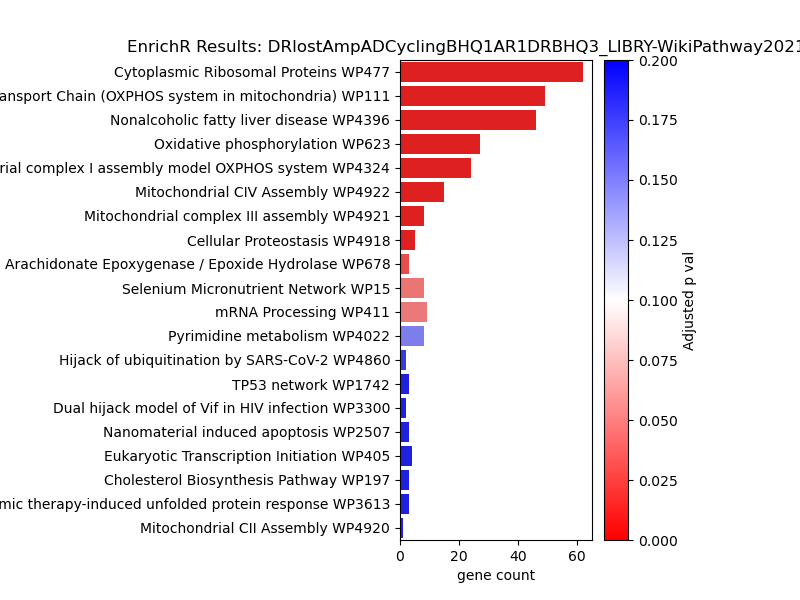 EnrichR Results: DRlostAmpADCyclingBHQ1AR1DRBHQ3_LIBRY-WikiPathway2021
Cytoplasmic Ribosomal Proteins WP477
Transport Chain (OXPHOS system in mitochondria) WP111
Nonalcoholic fatty liver disease WP4396
Oxidative phosphorylation WP623
complex I assembly model OXPHOS system WP4324
Mitochondrial CIV Assembly WP4922
Mitochondrial complex III assembly WP4921
Cellular Proteostasis WP4918
Arachidonate Epoxygenase / Epoxide Hydrolase WP678
Selenium Micronutrient Network WP15
mRNA Processing WP411
Pyrimidine metabolism WP4022
Hijack of ubiquitination by SARS-CoV-2 WP4860
TP53 network WP1742
Dual hijack model of Vif in HIV infection WP3300
Nanomaterial induced apoptosis WP2507
Eukaryotic Transcription Initiation WP405
Cholesterol Biosynthesis Pathway WP197
therapy-induced unfolded protein response WP3613
Mitochondrial CII Assembly WP4920
0 20 40 60
gene count
0.200
0.175
0.150
0.125
0.100
0.075
0.050
0.025
0.000
Adjusted p val